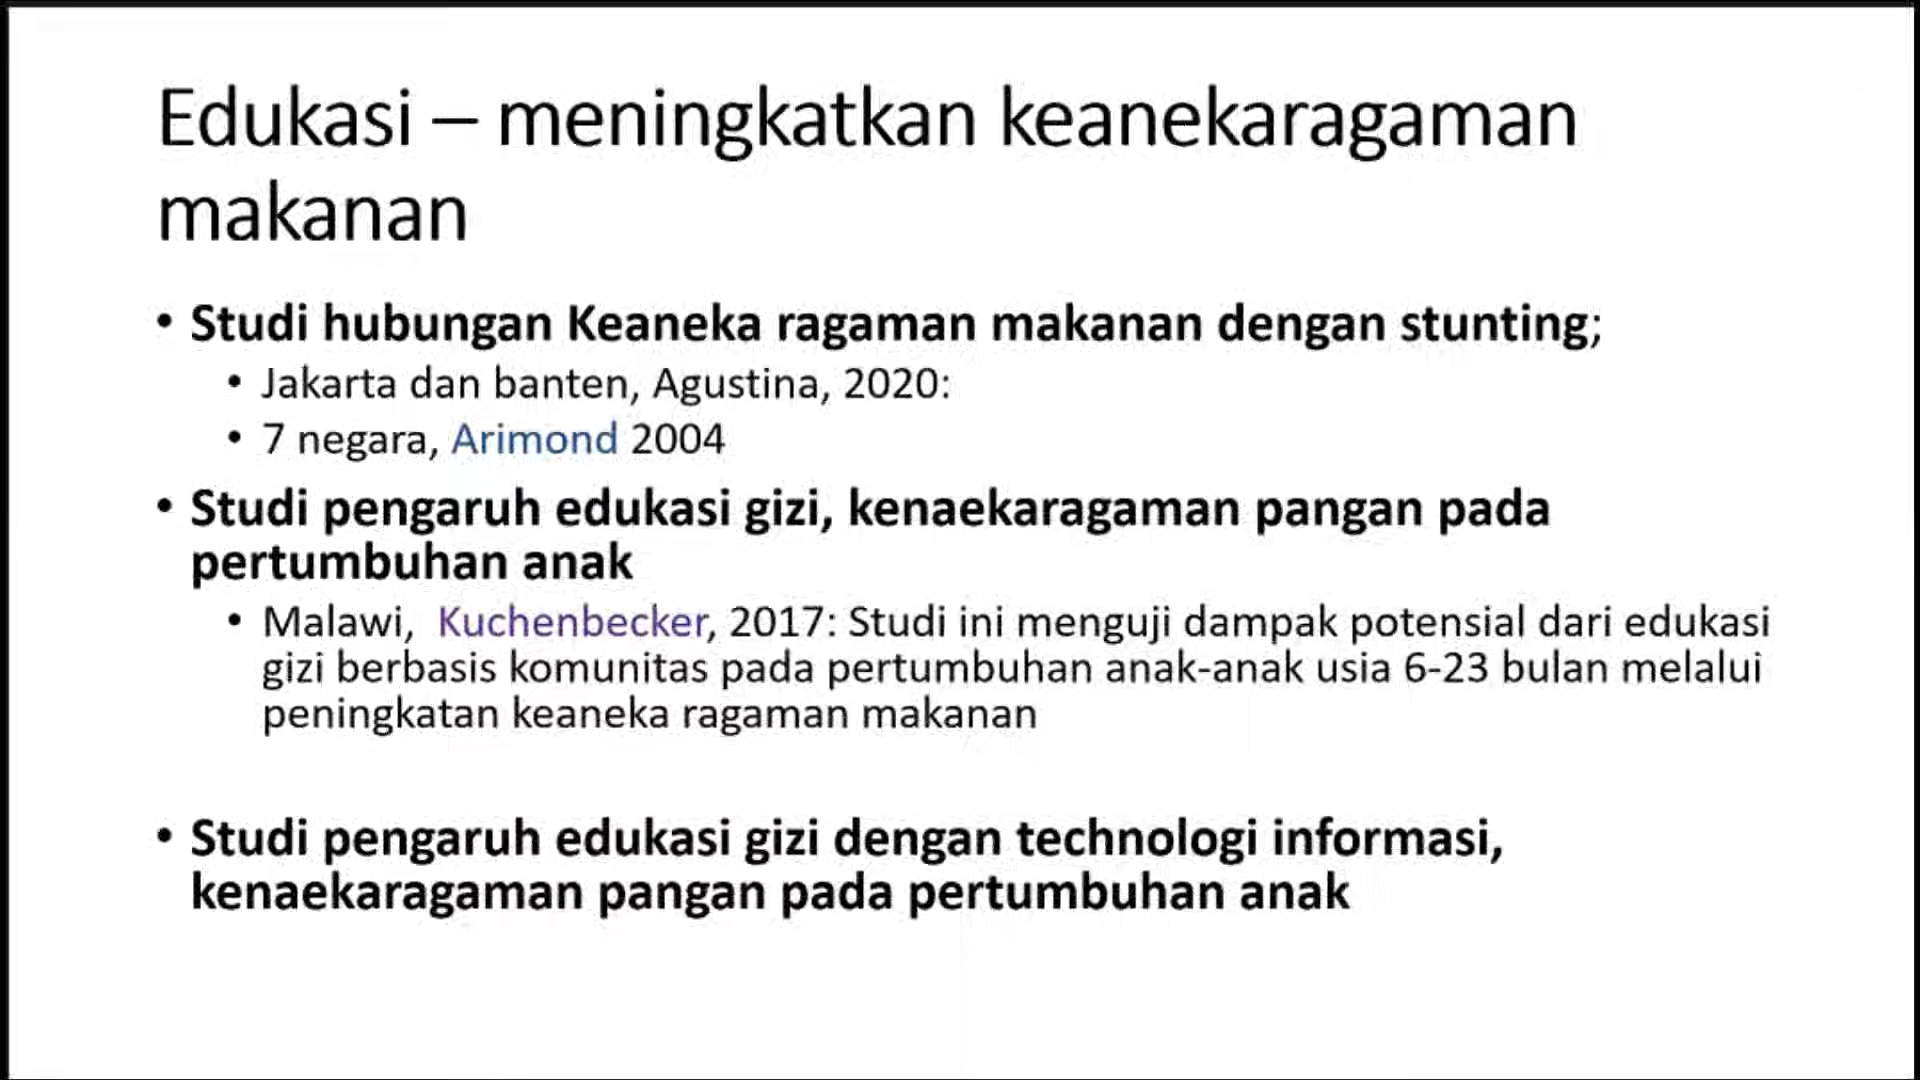 Edukasi – meningkatkan keanekaragaman
makanan
• Studi hubungan Keaneka ragaman makanan dengan stunting;
• Jakarta dan banten, Agustina, 2020:
• 7 negara, Arimond 2004
• Studi pengaruh edukasi gizi, kenaekaragaman pangan pada
pertumbuhan anak
• Malawi, Kuchenbecker, 2017: Studi ini menguji dampak potensial dari edukasi
gizi berbasis komunitas pada pertumbuhan anak-anak usia 6-23 bulan melalui
peningkatan keaneka ragaman makanan
• Studi pengaruh edukasi gizi dengan technologi informasi,
kenaekaragaman pangan pada pertumbuhan anak